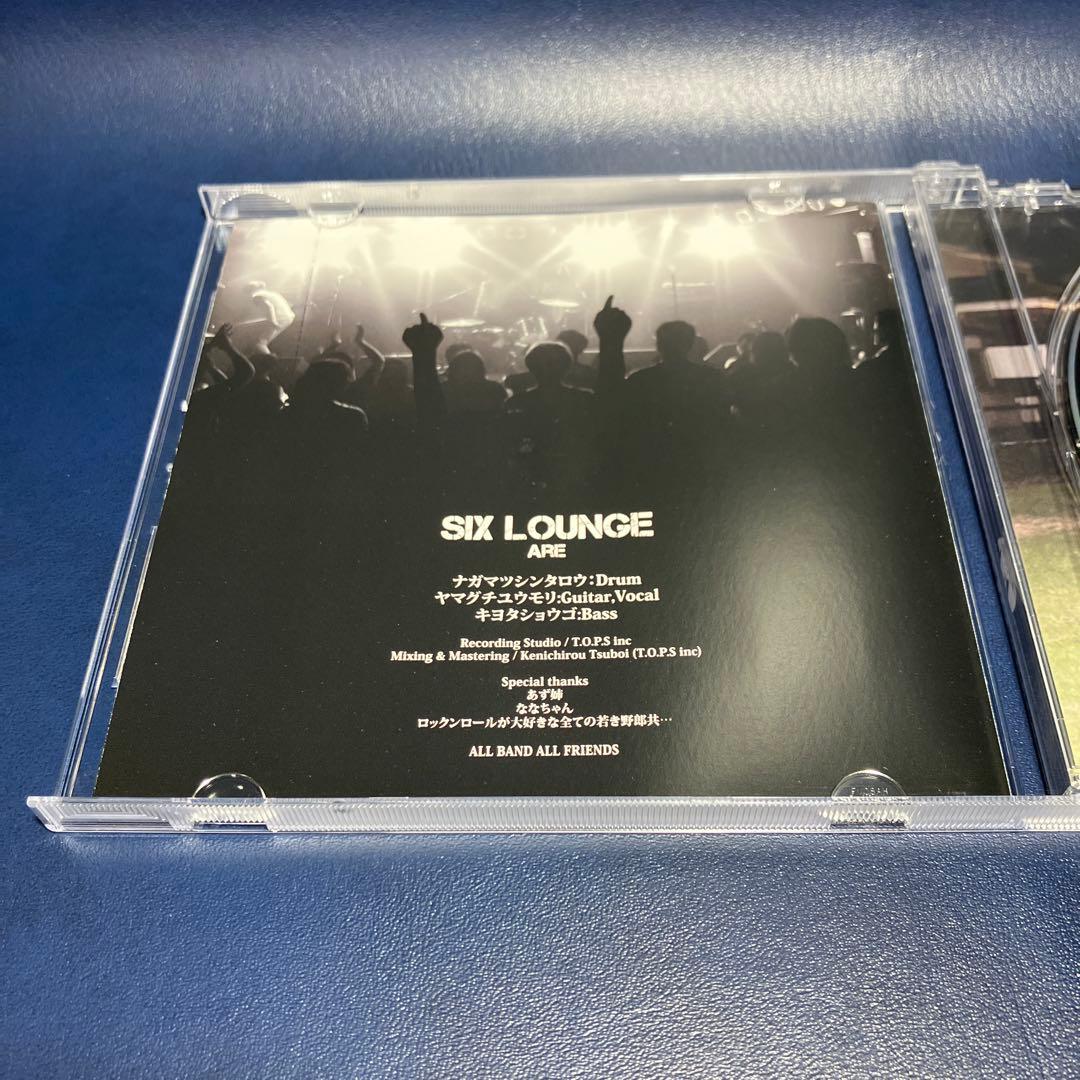 SIX LOUNGE
ARE
ナガマツシンタロウ:Drum
ヤマグチユウモリ:Guitar,Vocal
キヨタショウゴ:Bass
Recording Studio / T.O.P.S inc
Mixing & Mastering / Kenichirou Tsuboi (T.O.P.S inc)
Special thanks
あず姉
ななちゃん
ロックンロールが大好きな全ての若き野郎共…
ALL BAND ALL FRIENDS